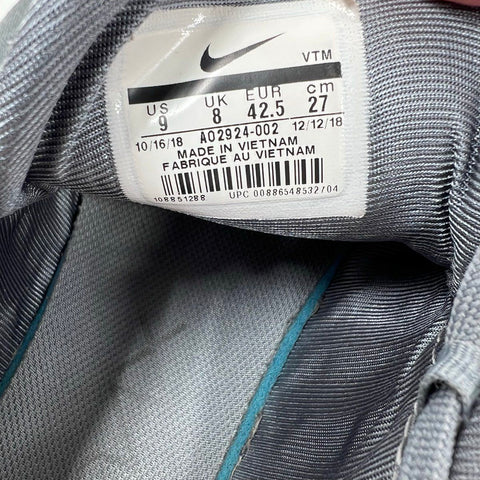 VTM
US UK EUR cm
9 8 42.5 27
10/16/18 AO2924-002 12/12/18
MADE IN VIETNAM
FABRIQUE AU VIETNAM
108851288 UPC 00886548532704